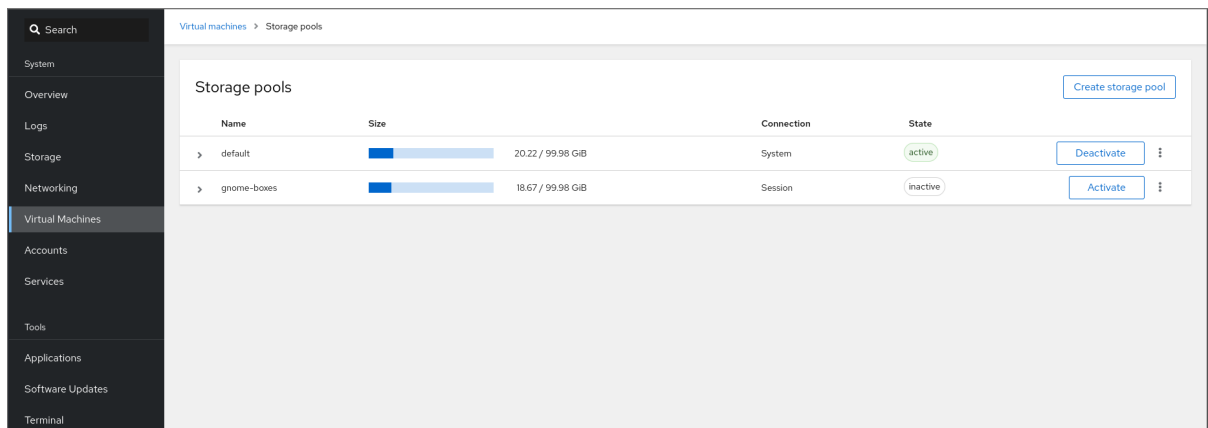 Search
Virtual machines > Storage pools
System
Overview
Logs
Storage
Networking
Virtual Machines
Accounts
Services
Tools
Applications
Software Updates
Terminal
Storage pools
Create storage pool
Name Size Connection State
default 20.22 / 99.98 GiB System active Deactivate
gnome-boxes 18.67 / 99.98 GiB Session inactive Activate